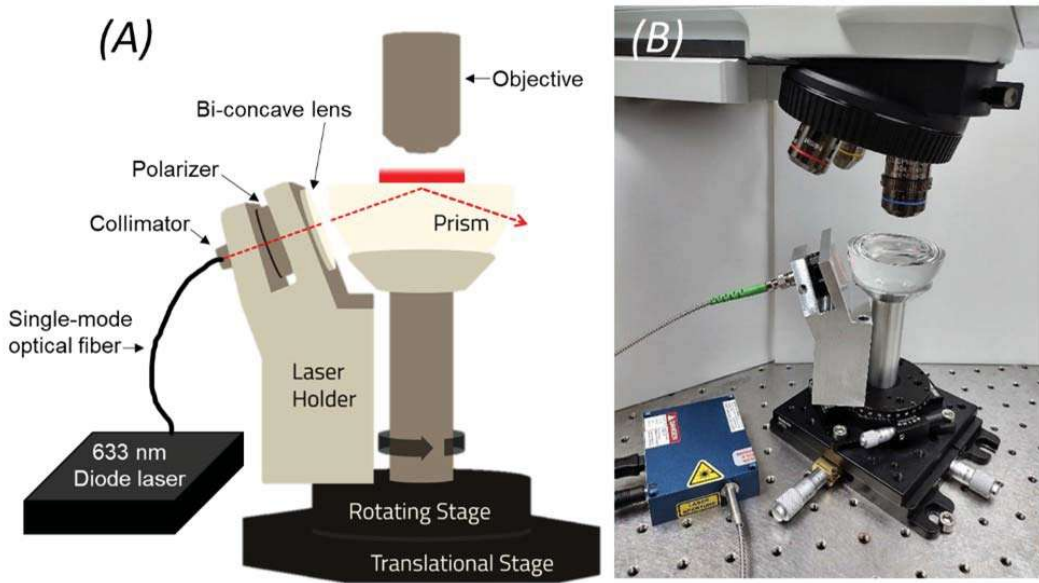 (A)
Objective
Bi-concave lens
Polarizer
Collimator
Prism
Single-mode
optical fiber
Laser
Holder
633 nm
Diode laser
Rotating Stage
Translational Stage
(B)
DANGER